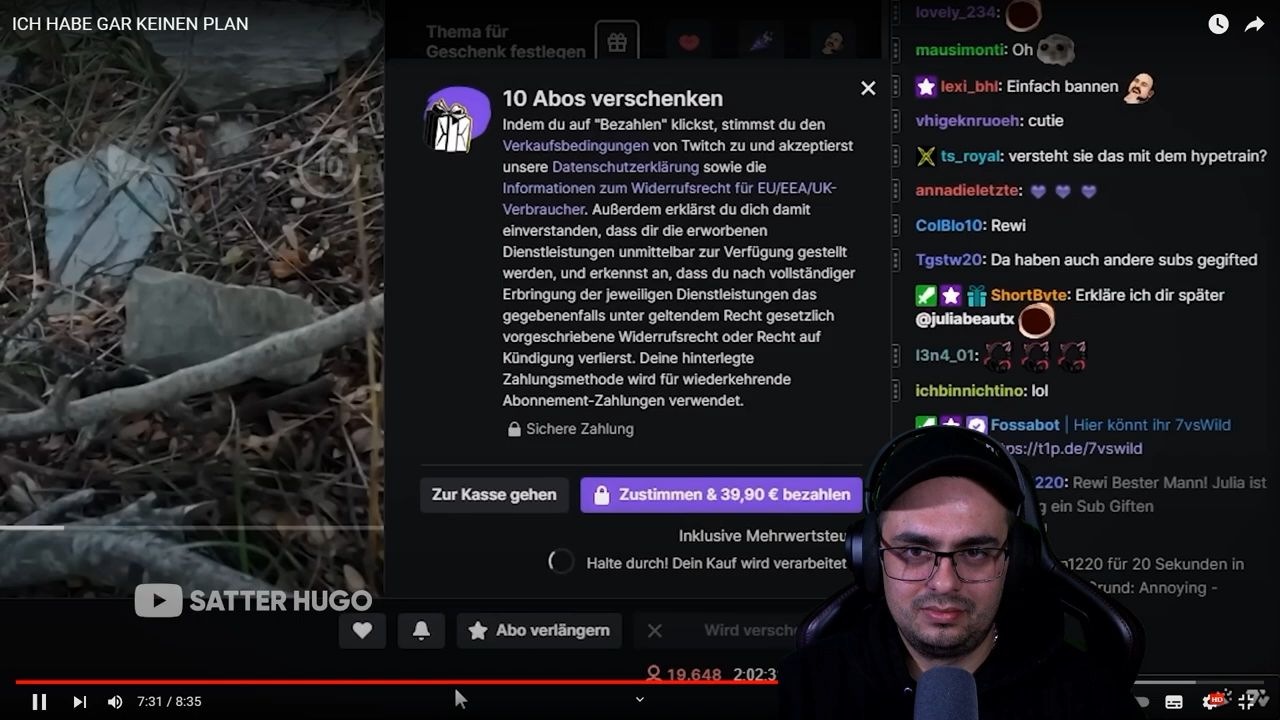 ICH HABE GAR KEINEN PLAN
Thema für
Geschenk festlegen
10 Abos verschenken
Indem du auf "Bezahlen" klickst, stimmst du den
Verkaufsbedingungen von Twitch zu und akzeptierst
unsere Datenschutzerklärung sowie die
Informationen zum Widerrufsrecht für EU/EEA/UK-
Verbraucher. Außerdem erklärst du dich damit
einverstanden, dass dir die erworbenen
Dienstleistungen unmittelbar zur Verfügung gestellt
werden, und erkennst an, dass du nach vollständiger
Erbringung der jeweiligen Dienstleistungen das
gegebenenfalls unter geltendem Recht gesetzlich
vorgeschriebene Widerrufsrecht oder Recht auf
Kündigung verlierst. Deine hinterlegte
Zahlungsmethode wird für wiederkehrende
Abonnement-Zahlungen verwendet.
Sichere Zahlung
Zur Kasse gehen
Zustimmen & 39,90 € bezahlen
Inklusive Mehrwertsteu
Halte durch! Dein Kauf wird verarbeitet
SATTER HUGO
Abo verlängern
Wird versche
19.648 2:02:3
7:31 / 8:35
HD
lovely_234:
mausimonti: Oh
lexi_bhl: Einfach bannen
vhigeknruoeh: cutie
ts_royal: versteht sie das mit dem hypetrain?
annadieletzte:
ColBlo10: Rewi
Tgstw20: Da haben auch andere subs gegifted
ShortByte: Erkläre ich dir später
@juliabeautx
l3n4_01:
ichbinnichtino: lol
Fossabot | Hier könnt ihr 7vsWild
ps://t1p.de/7vswild
220: Rewi Bester Mann! Julia ist
g ein Sub Giften
1220 für 20 Sekunden in
rund: Annoying -